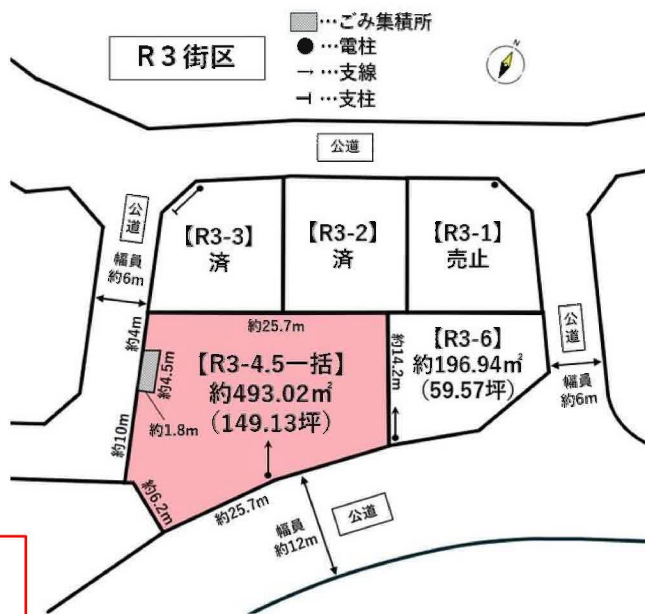 …ごみ集積所
R3街区
…電柱
N
→…支線
…支柱
公道
公道
幅員
約6m
【R3-3】
済
【R3-2】
済
【R3-1】
売止
約4m
約25.7m
【R3-4.5一括】
約493.02㎡
（149.13坪）
約4.5m
約1.8m
約10m
約14.2m
【R3-6】
約196.94㎡
（59.57坪）
公道
幅員
約6m
約6.2m
約25.7m
幅員
約12m
公道